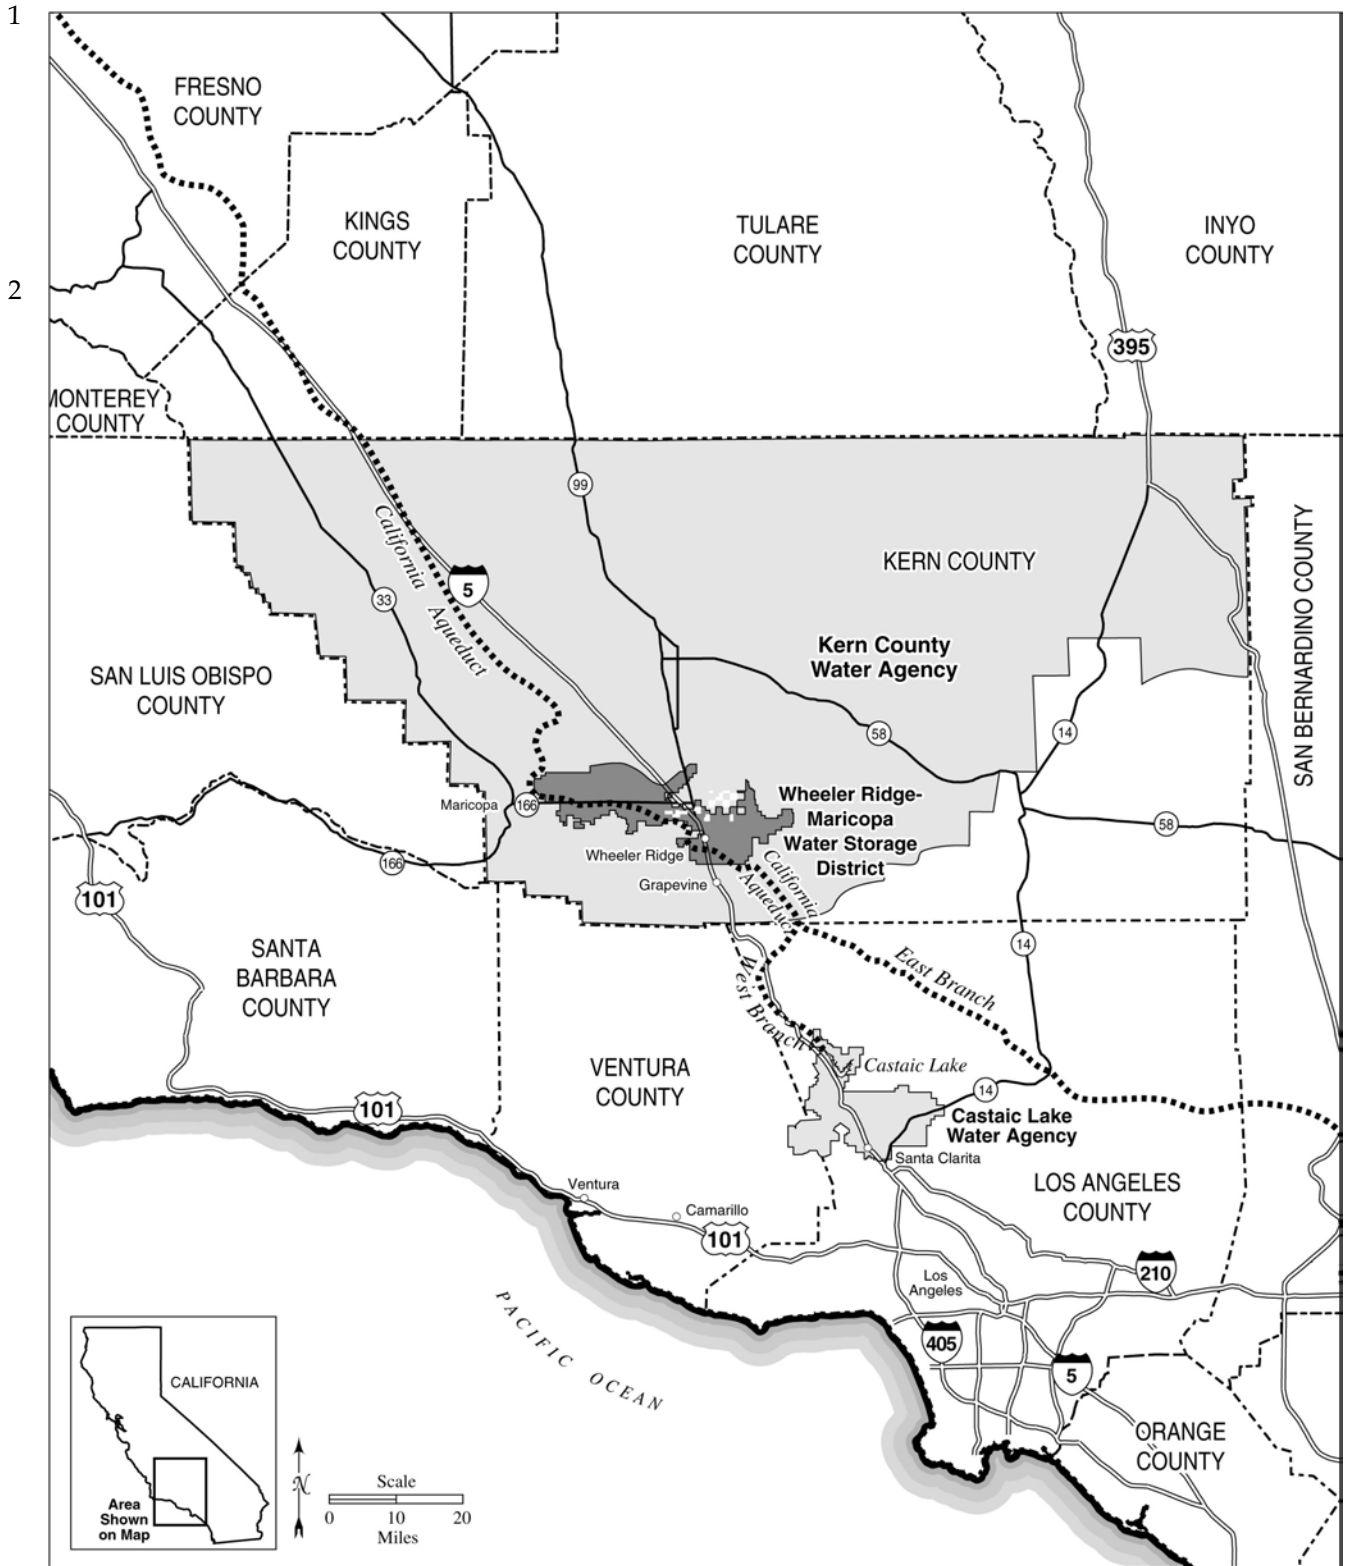 1
FRESNO
COUNTY
KINGS
COUNTY
TULARE
COUNTY
INYO
COUNTY
2
395
MONTEREY
COUNTY
99
California
Aqueduct
5
33
KERN COUNTY
SAN BERNARDINO COUNTY
Kern County
Water Agency
SAN LUIS OBISPO
COUNTY
58
14
Maricopa
166
Wheeler Ridge-
Maricopa
Water Storage
District
58
166
Wheeler Ridge
Grapevine
California
Aqueduct
101
14
SANTA
BARBARA
COUNTY
East Branch
West Branch
VENTURA
COUNTY
Castaic Lake
14
101
Castaic Lake
Water Agency
Santa Clarita
LOS ANGELES
COUNTY
Ventura
Camarillo
101
210
Los
Angeles
PACIFIC OCEAN
405
5
ORANGE
COUNTY
CALIFORNIA
Area
Shown
on Map
N
Scale
0 10 20
Miles